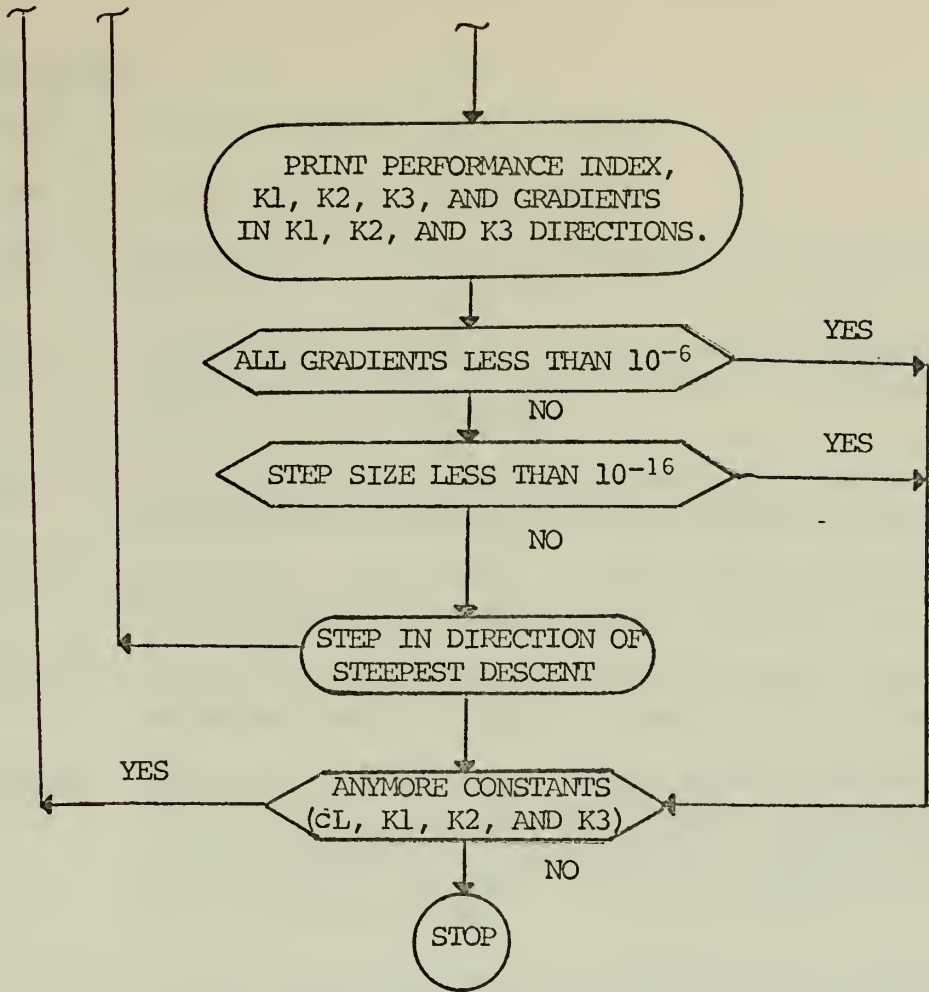 PRINT PERFORMANCE INDEX,
K1, K2, K3, AND GRADIENTS
IN K1, K2, AND K3 DIRECTIONS.
YES
ALL GRADIENTS LESS THAN 10⁻⁶
NO
YES
STEP SIZE LESS THAN 10⁻¹⁶
NO
STEP IN DIRECTION OF
STEEPEST DESCENT
YES
ANYMORE CONSTANTS
(ċL, K1, K2, AND K3)
NO
STOP